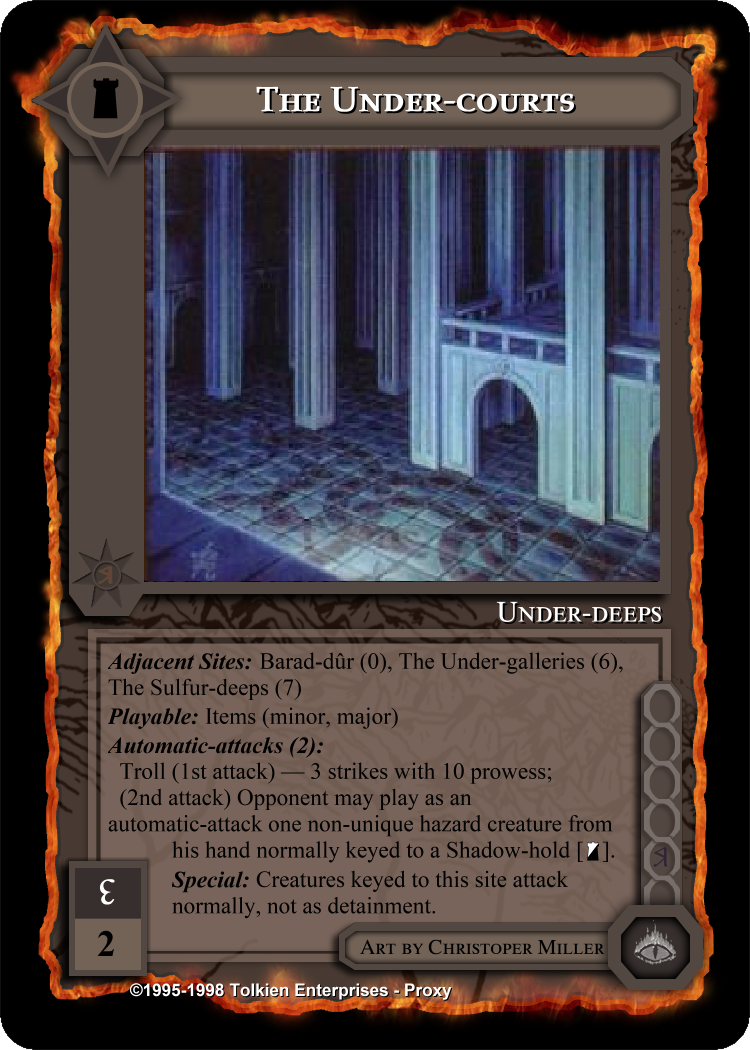 The Under-courts
Under-deeps
Adjacent Sites: Barad-dûr (0), The Under-galleries (6),
The Sulfur-deeps (7)
Playable: Items (minor, major)
Automatic-attacks (2):
Troll (1st attack) — 3 strikes with 10 prowess;
(2nd attack) Opponent may play as an
automatic-attack one non-unique hazard creature from
his hand normally keyed to a Shadow-hold [ ].
Special: Creatures keyed to this site attack
normally, not as detainment.
2
Art by Christoper Miller
©1995-1998 Tolkien Enterprises - Proxy